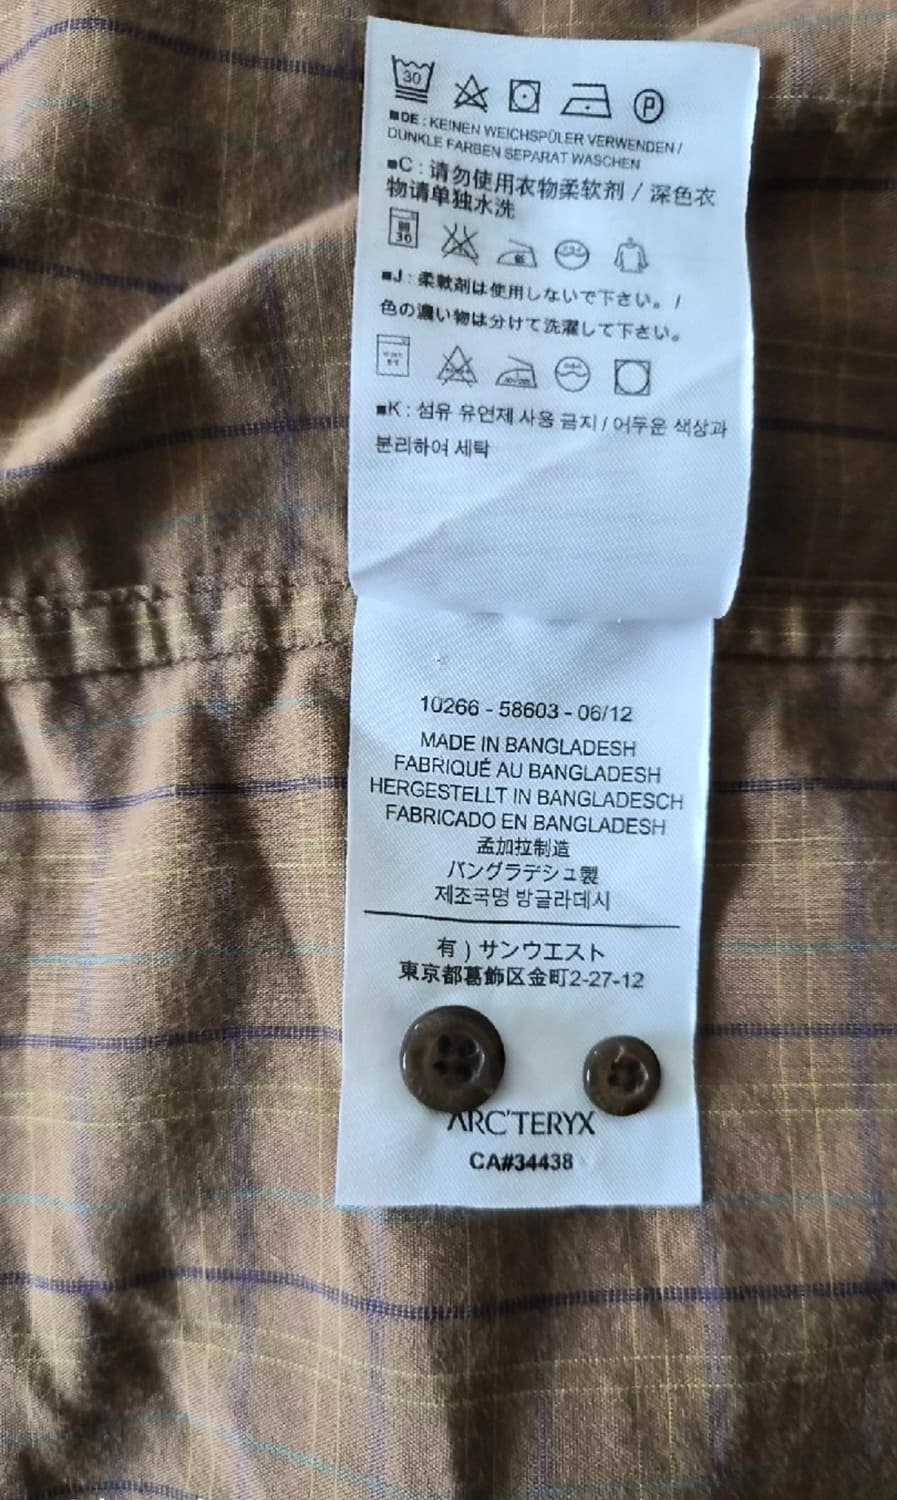 30
P
■DE : KEINEN WEICHSPÜLER VERWENDEN /
DUNKLE FARBEN SEPARAT WASCHEN
■C : 请勿使用衣物柔软剂 / 深色衣
物请单独水洗
30
■J : 柔軟剤は使用しないで下さい。 /
色の濃い物は分けて洗濯して下さい。
■K : 섬유 유연제 사용 금지 / 어두운 색상과
분리하여 세탁
10266 - 58603 - 06/12
MADE IN BANGLADESH
FABRIQUÉ AU BANGLADESH
HERGESTELLT IN BANGLADESCH
FABRICADO EN BANGLADESH
孟加拉制造
バングラデシュ製
제조국명 방글라데시
有 ) サンウエスト
東京都葛飾区金町2-27-12
ARC'TERYX
CA#34438